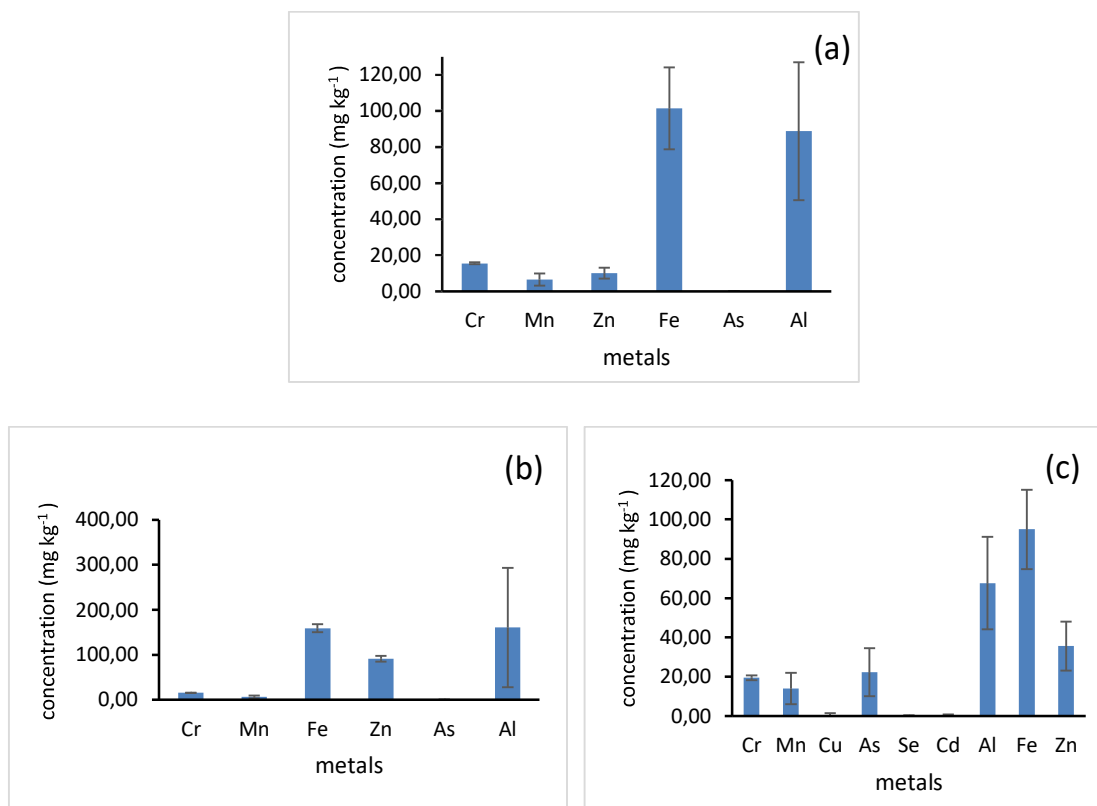 (a)
concentration (mg kg⁻¹)
120,00
100,00
80,00
60,00
40,00
20,00
0,00
Cr Mn Zn Fe As Al
metals
(b)
concentration (mg kg⁻¹ )
400,00
300,00
200,00
100,00
0,00
Cr Mn Fe Zn As Al
metals
(c)
concentration (mg kg⁻¹ )
120,00
100,00
80,00
60,00
40,00
20,00
0,00
Cr Mn Cu As Se Cd Al Fe Zn
metals